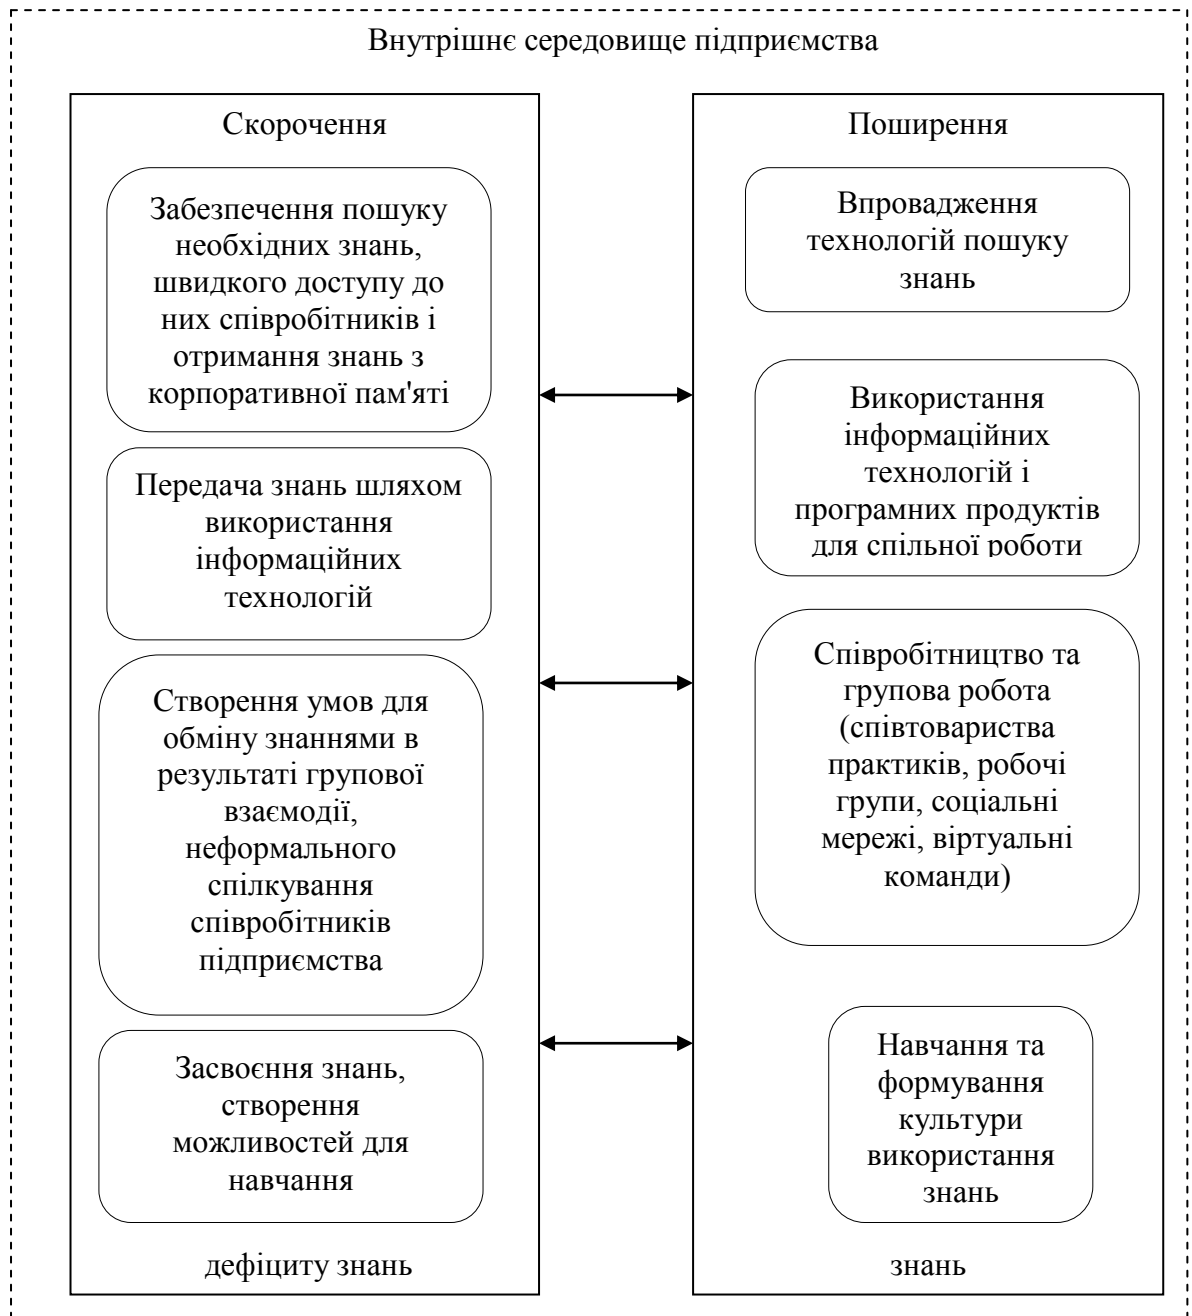 Внутрішнє середовище підприємства
Скорочення
Забезпечення пошуку
необхідних знань,
швидкого доступу до
них співробітників і
отримання знань з
корпоративної пам'яті
Передача знань шляхом
використання
інформаційних
технологій
Створення умов для
обміну знаннями в
результаті групової
взаємодії,
неформального
спілкування
співробітників
підприємства
Засвоєння знань,
створення
можливостей для
навчання
дефіциту знань
Поширення
Впровадження
технологій пошуку
знань
Використання
інформаційних
технологій і
програмних продуктів
для спільної роботи
Співробітництво та
групова робота
(співтовариства
практиків, робочі
групи, соціальні
мережі, віртуальні
команди)
Навчання та
формування
культури
використання
знань
знань